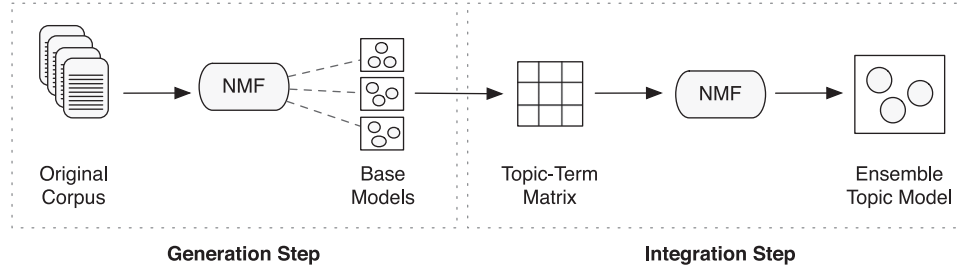 NMF
NMF
Original
Corpus
Base
Models
Topic-Term
Matrix
Ensemble
Topic Model
Generation Step
Integration Step